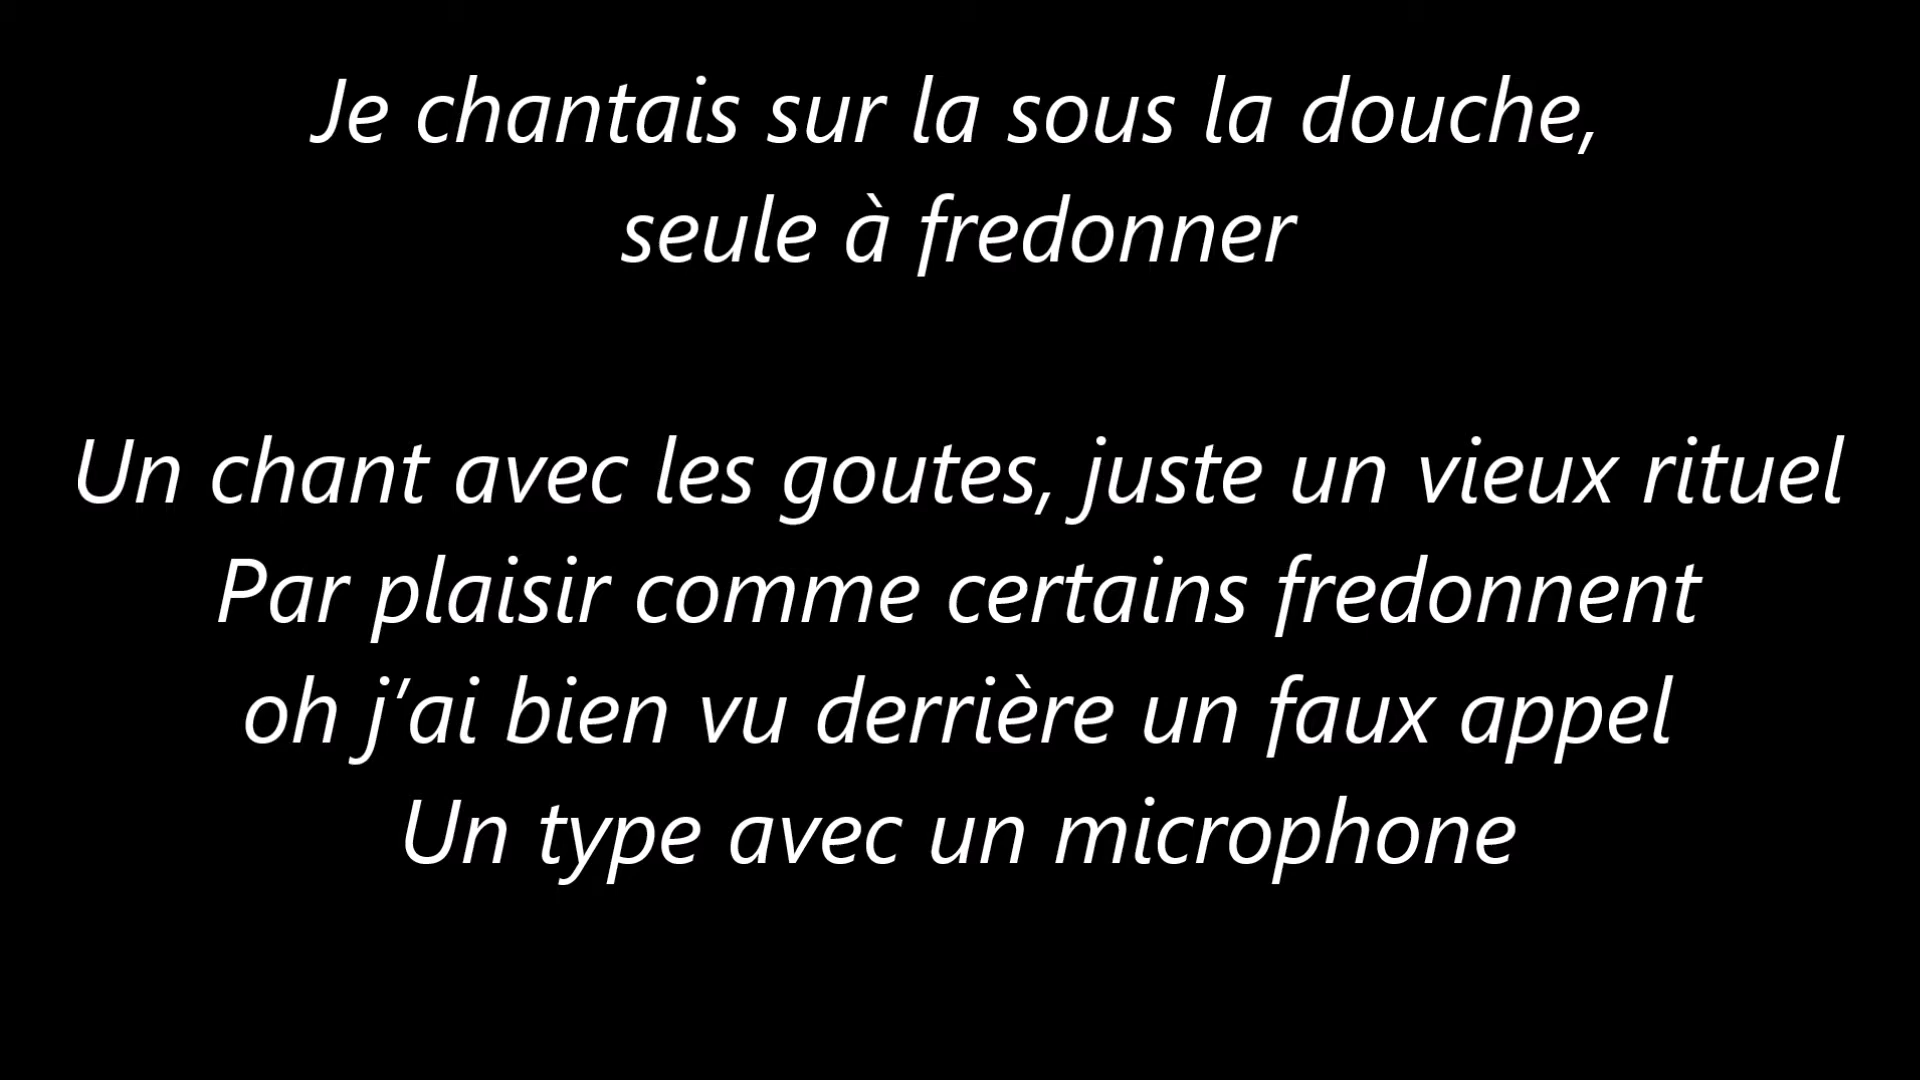 Je chantais sur la sous la douche,
seule à fredonner
Un chant avec les goutes, juste un vieux rituel
Par plaisir comme certains fredonnent
oh j’ai bien vu derrière un faux appel
Un type avec un microphone